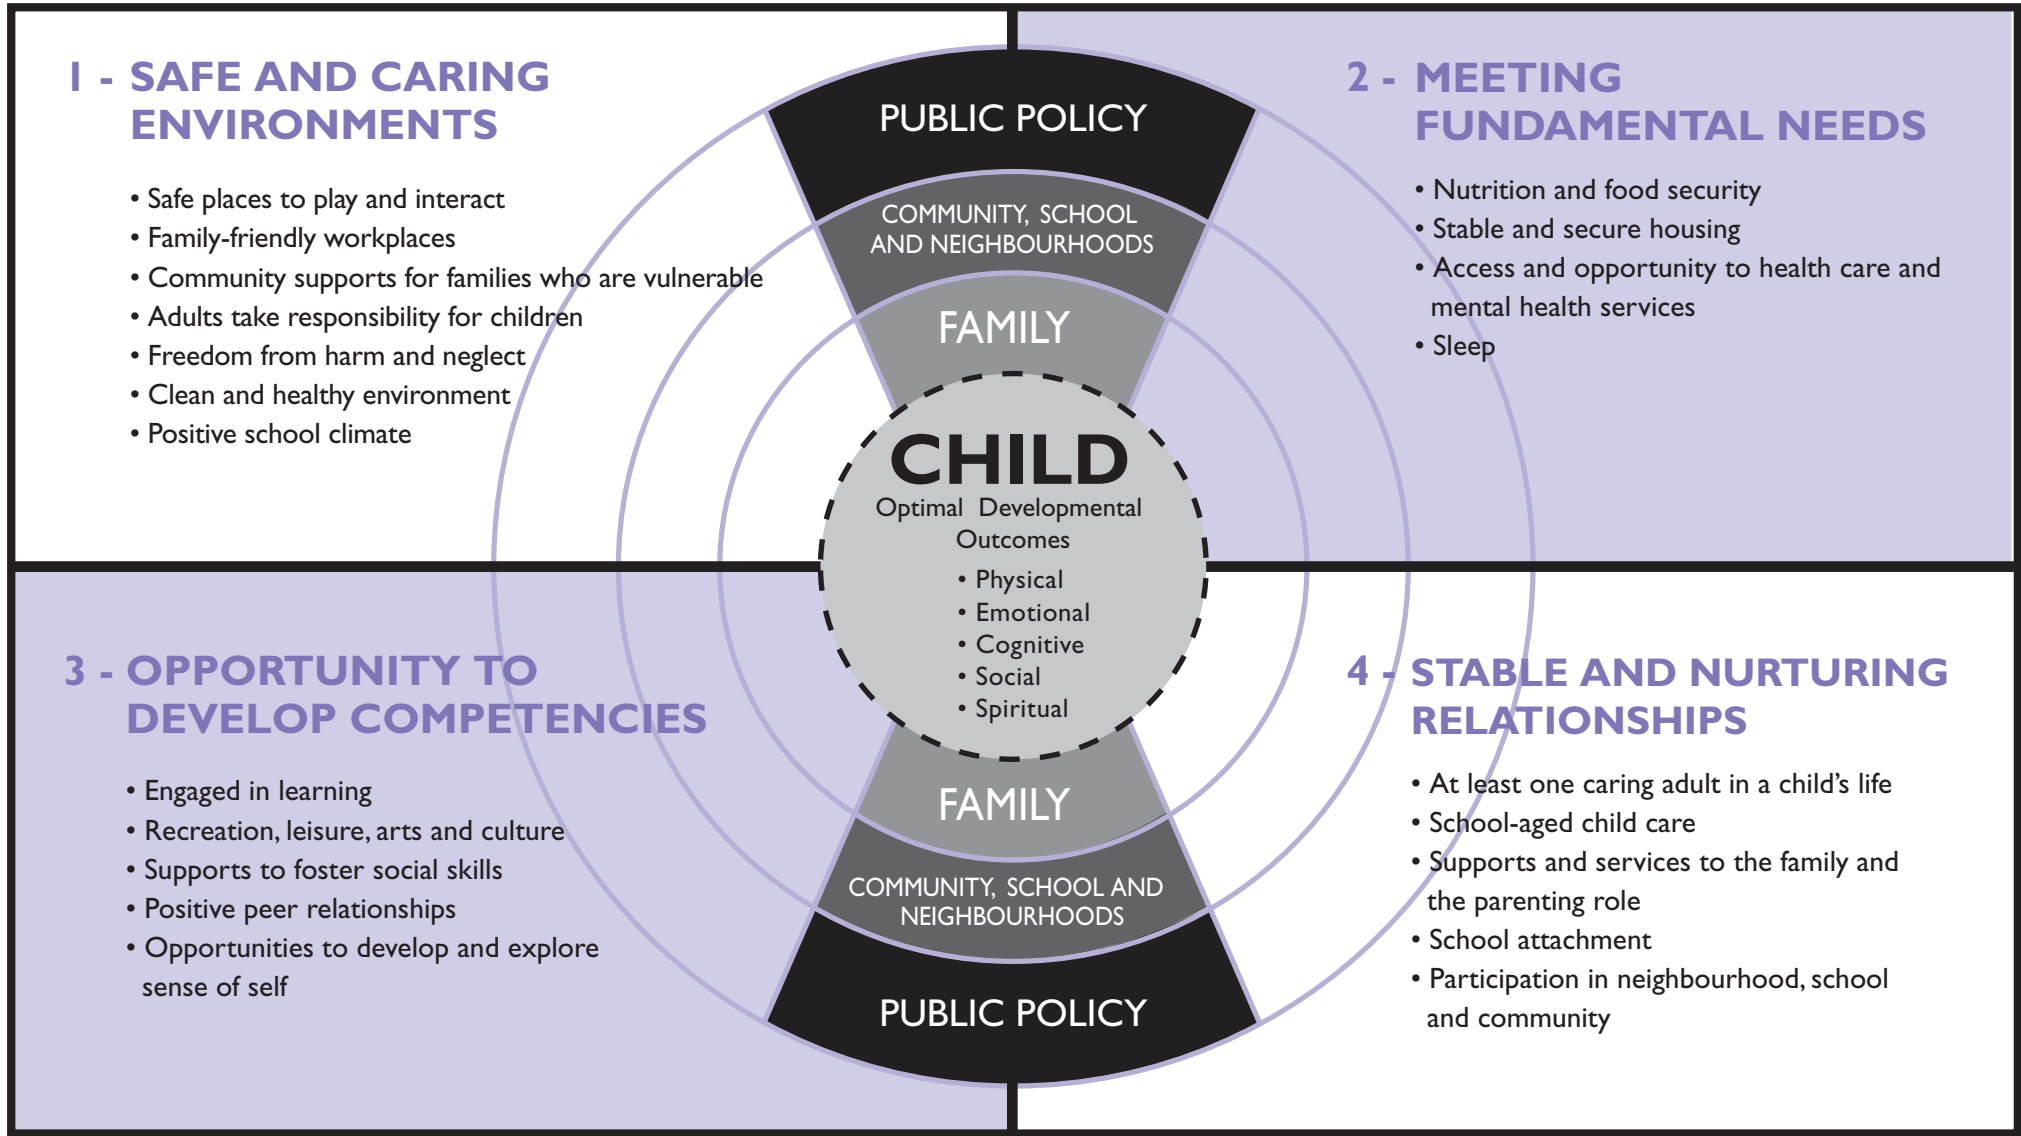 1 - SAFE AND CARING
ENVIRONMENTS
• Safe places to play and interact
• Family-friendly workplaces
• Community supports for families who are vulnerable
• Adults take responsibility for children
• Freedom from harm and neglect
• Clean and healthy environment
• Positive school climate
2 - MEETING
FUNDAMENTAL NEEDS
• Nutrition and food security
• Stable and secure housing
• Access and opportunity to health care and
mental health services
• Sleep
PUBLIC POLICY
COMMUNITY, SCHOOL
AND NEIGHBOURHOODS
FAMILY
CHILD
Optimal Developmental
Outcomes
• Physical
• Emotional
• Cognitive
• Social
• Spiritual
FAMILY
COMMUNITY, SCHOOL AND
NEIGHBOURHOODS
PUBLIC POLICY
3 - OPPORTUNITY TO
DEVELOP COMPETENCIES
• Engaged in learning
• Recreation, leisure, arts and culture
• Supports to foster social skills
• Positive peer relationships
• Opportunities to develop and explore
sense of self
4 - STABLE AND NURTURING
RELATIONSHIPS
• At least one caring adult in a child’s life
• School-aged child care
• Supports and services to the family and
the parenting role
• School attachment
• Participation in neighbourhood, school
and community